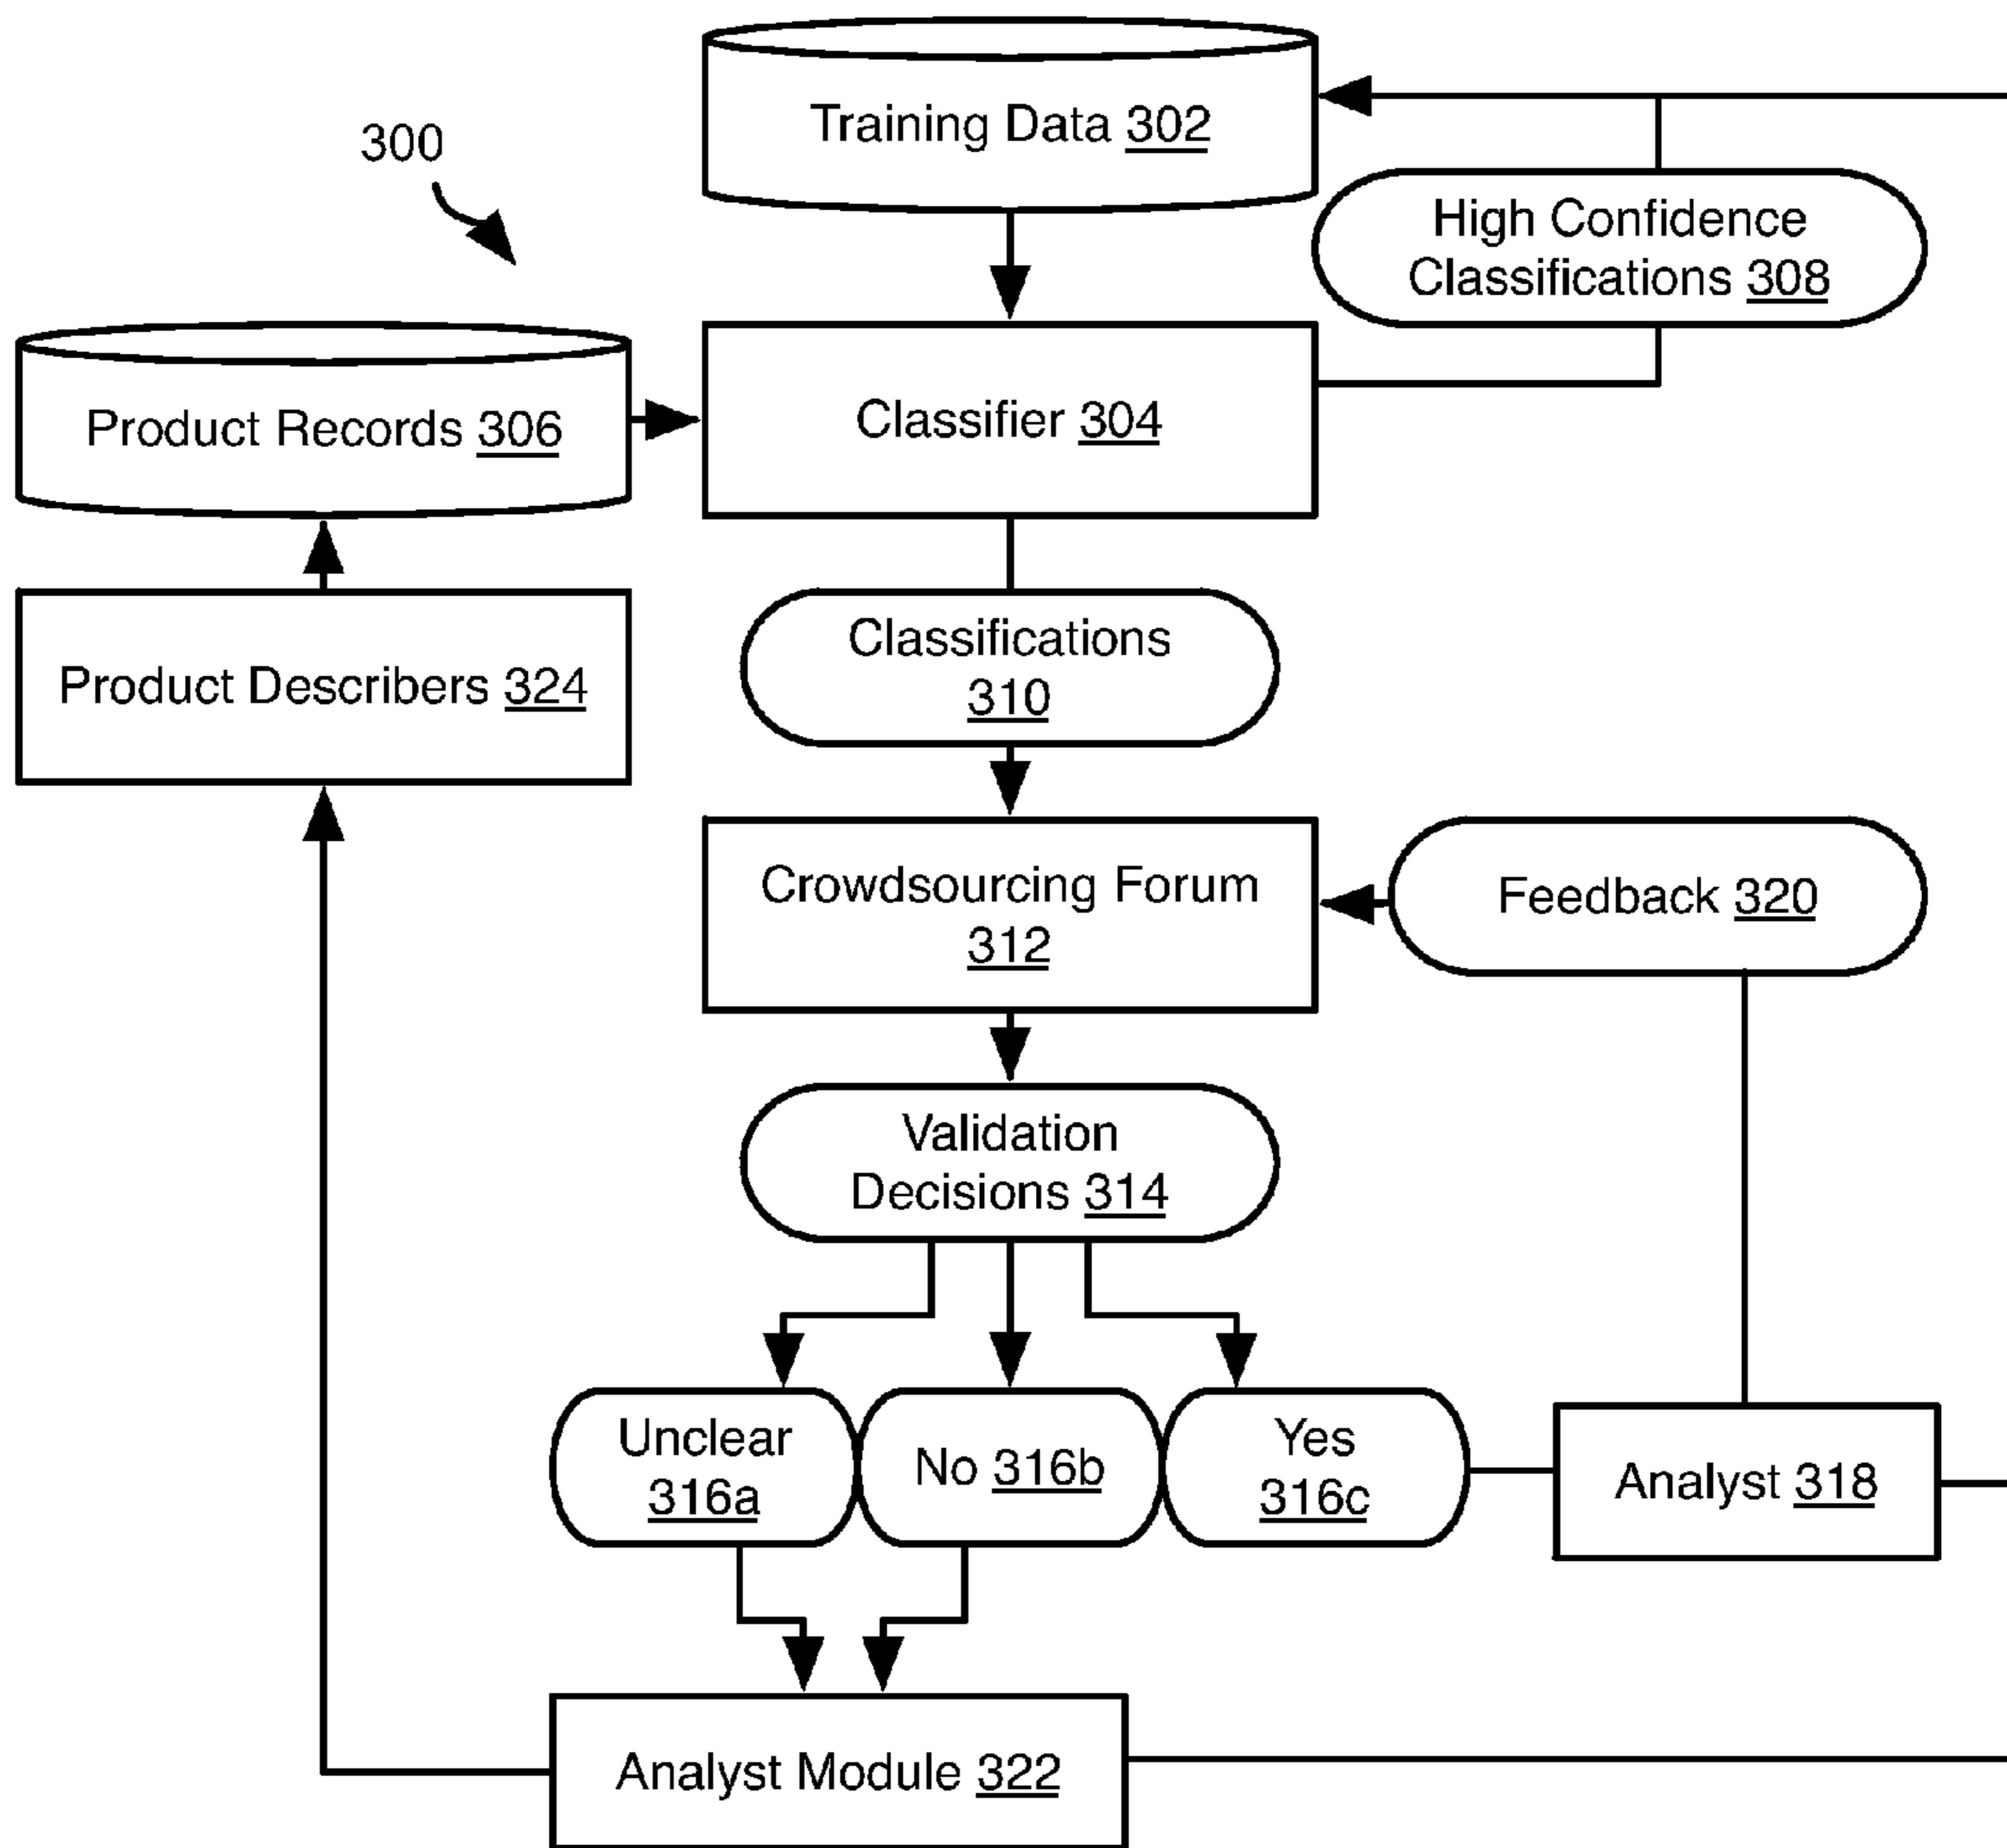 Training Data 302
300
High Confidence
Classifications 308
Product Records 306
Classifier 304
Classifications
310
Product Describers 324
Crowdsourcing Forum
312
Feedback 320
Validation
Decisions 314
Unclear
316a
No 316b
Yes
316c
Analyst 318
Analyst Module 322